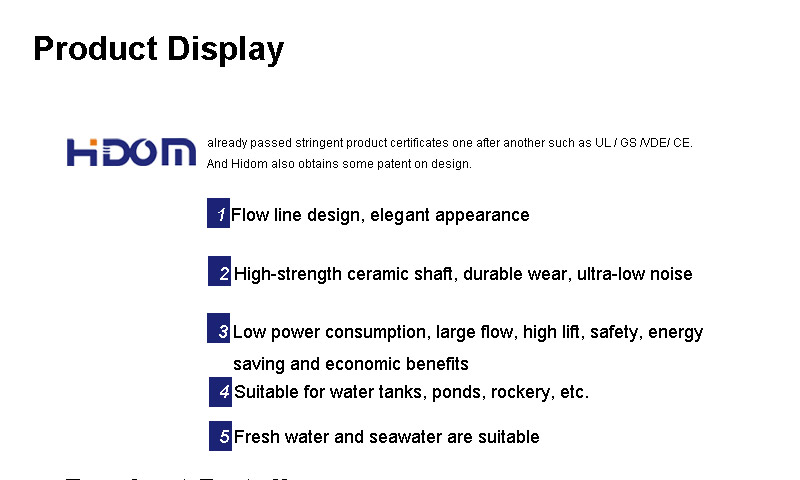 Product Display
HiDOM
already passed stringent product certificates one after another such as UL / GS /VDE/ CE.
And Hidom also obtains some patent on design.
1 Flow line design, elegant appearance
2 High-strength ceramic shaft, durable wear, ultra-low noise
3 Low power consumption, large flow, high lift, safety, energy
saving and economic benefits
4 Suitable for water tanks, ponds, rockery, etc.
5 Fresh water and seawater are suitable